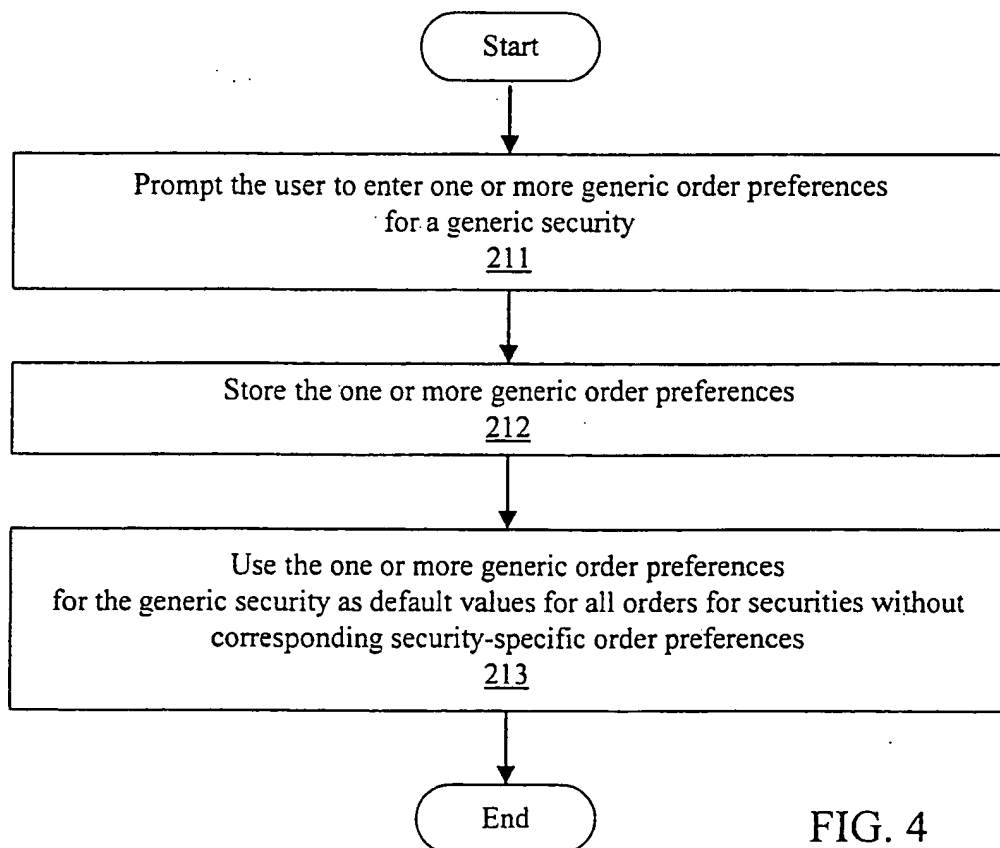 Start
Prompt the user to enter one or more generic order preferences
for a generic security
211
Store the one or more generic order preferences
212
Use the one or more generic order preferences
for the generic security as default values for all orders for securities without
corresponding security-specific order preferences
213
End
FIG. 4